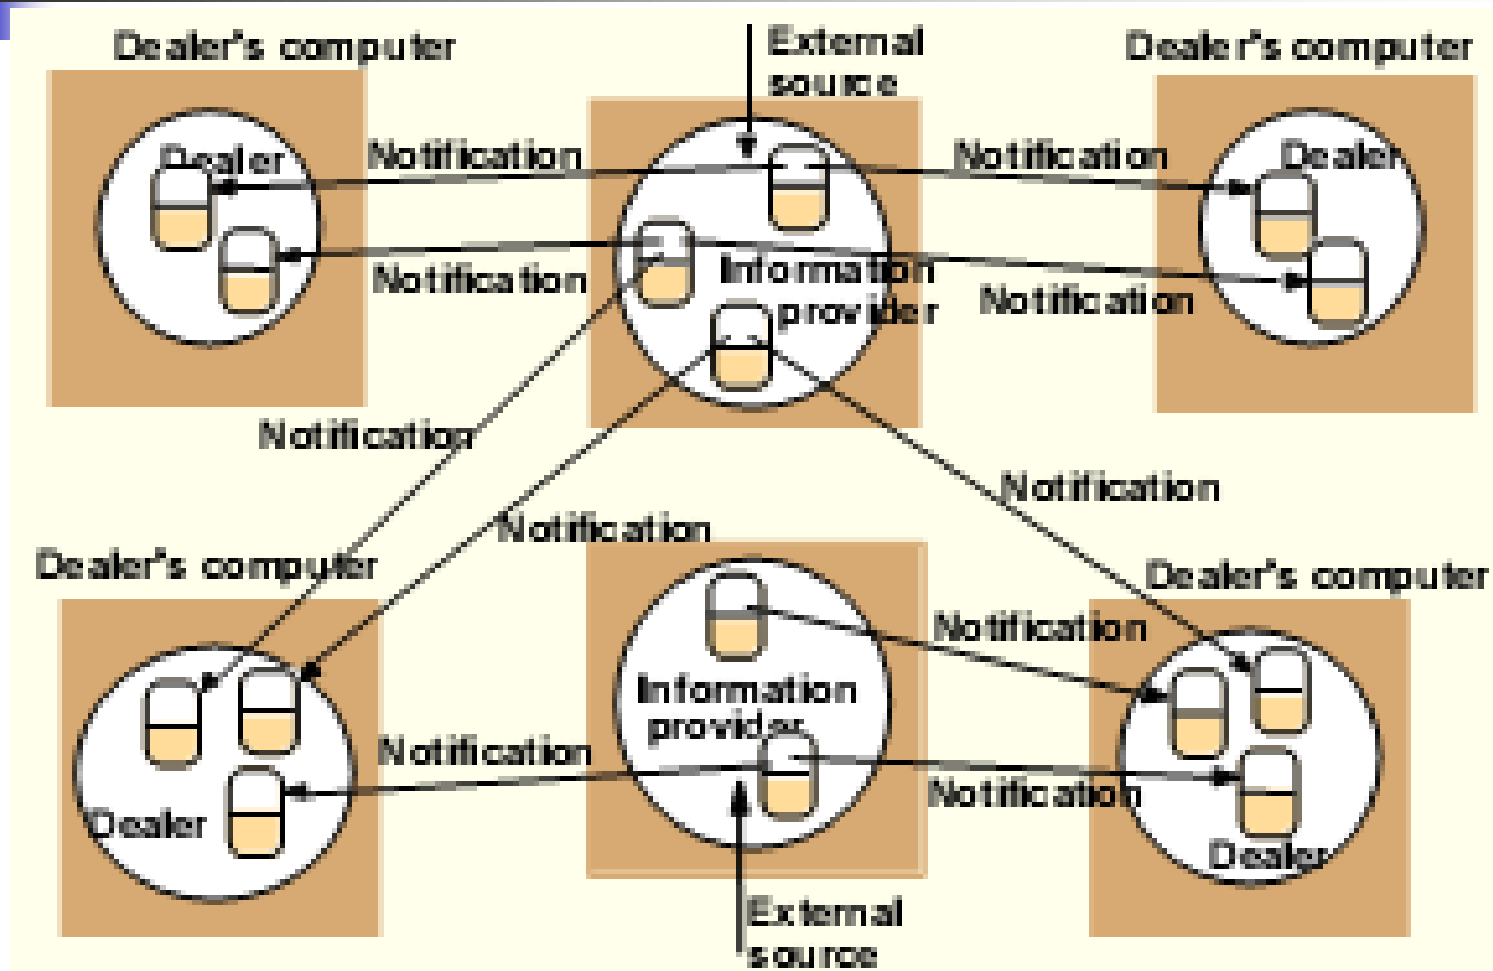 Dealer's computer
External
source
Dealer's computer
Dealer
Notification
Notification
Dealer
Notification
Information
provider
Notification
Notification
Notification
Notification
Dealer's computer
Dealer's computer
Notification
Information
provider
Notification
Notification
Dealer
Dealer
External
source